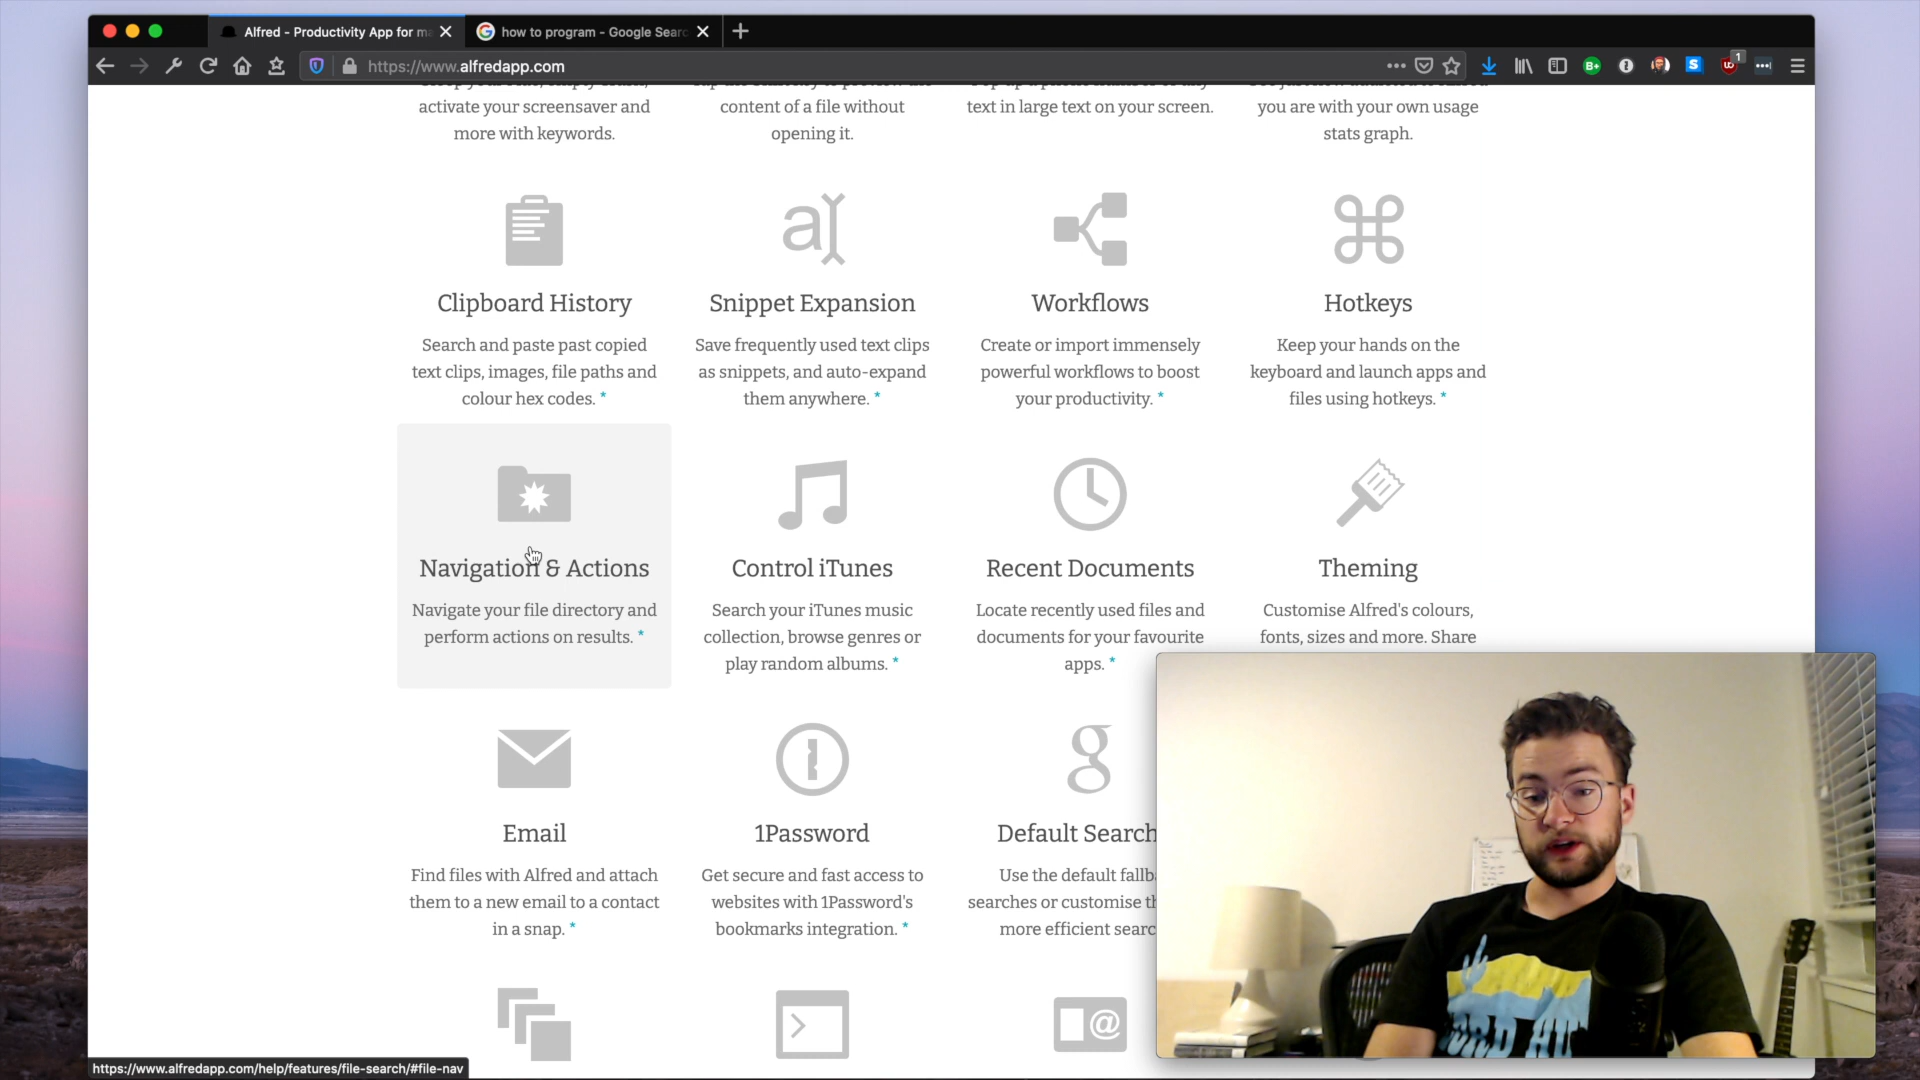 Alfred - Productivity App for ma
how to program - Google Sear
https://www.alfredapp.com
1
activate your screensaver and
more with keywords.
content of a file without
opening it.
text in large text on your screen.
you are with your own usage
stats graph.
Clipboard History
Search and paste past copied
text clips, images, file paths and
colour hex codes. *
Snippet Expansion
Save frequently used text clips
as snippets, and auto-expand
them anywhere. *
Workflows
Create or import immensely
powerful workflows to boost
your productivity. *
Hotkeys
Keep your hands on the
keyboard and launch apps and
files using hotkeys. *
Navigation & Actions
Navigate your file directory and
perform actions on results. *
Control iTunes
Search your iTunes music
collection, browse genres or
play random albums. *
Recent Documents
Locate recently used files and
documents for your favourite
apps. *
Theming
Customise Alfred's colours,
fonts, sizes and more. Share
Email
Find files with Alfred and attach
them to a new email to a contact
in a snap. *
1Password
Get secure and fast access to
websites with 1Password's
bookmarks integration. *
Default Search
Use the default fallb
searches or customise th
more efficient searc
https://www.alfredapp.com/help/features/file-search/#file-nav